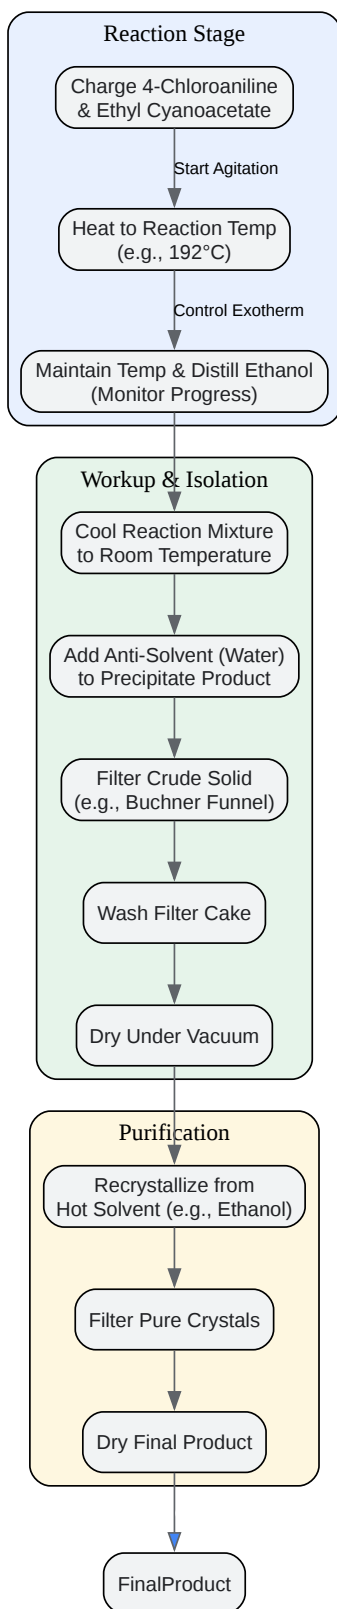 Reaction Stage
Charge 4-Chloroaniline
& Ethyl Cyanoacetate
Start Agitation
Heat to Reaction Temp
(e.g., 192°C)
Control Exotherm
Maintain Temp & Distill Ethanol
(Monitor Progress)
Workup & Isolation
Cool Reaction Mixture
to Room Temperature
Add Anti-Solvent (Water)
to Precipitate Product
Filter Crude Solid
(e.g., Buchner Funnel)
Wash Filter Cake
Dry Under Vacuum
Purification
Recrystallize from
Hot Solvent (e.g., Ethanol)
Filter Pure Crystals
Dry Final Product
FinalProduct